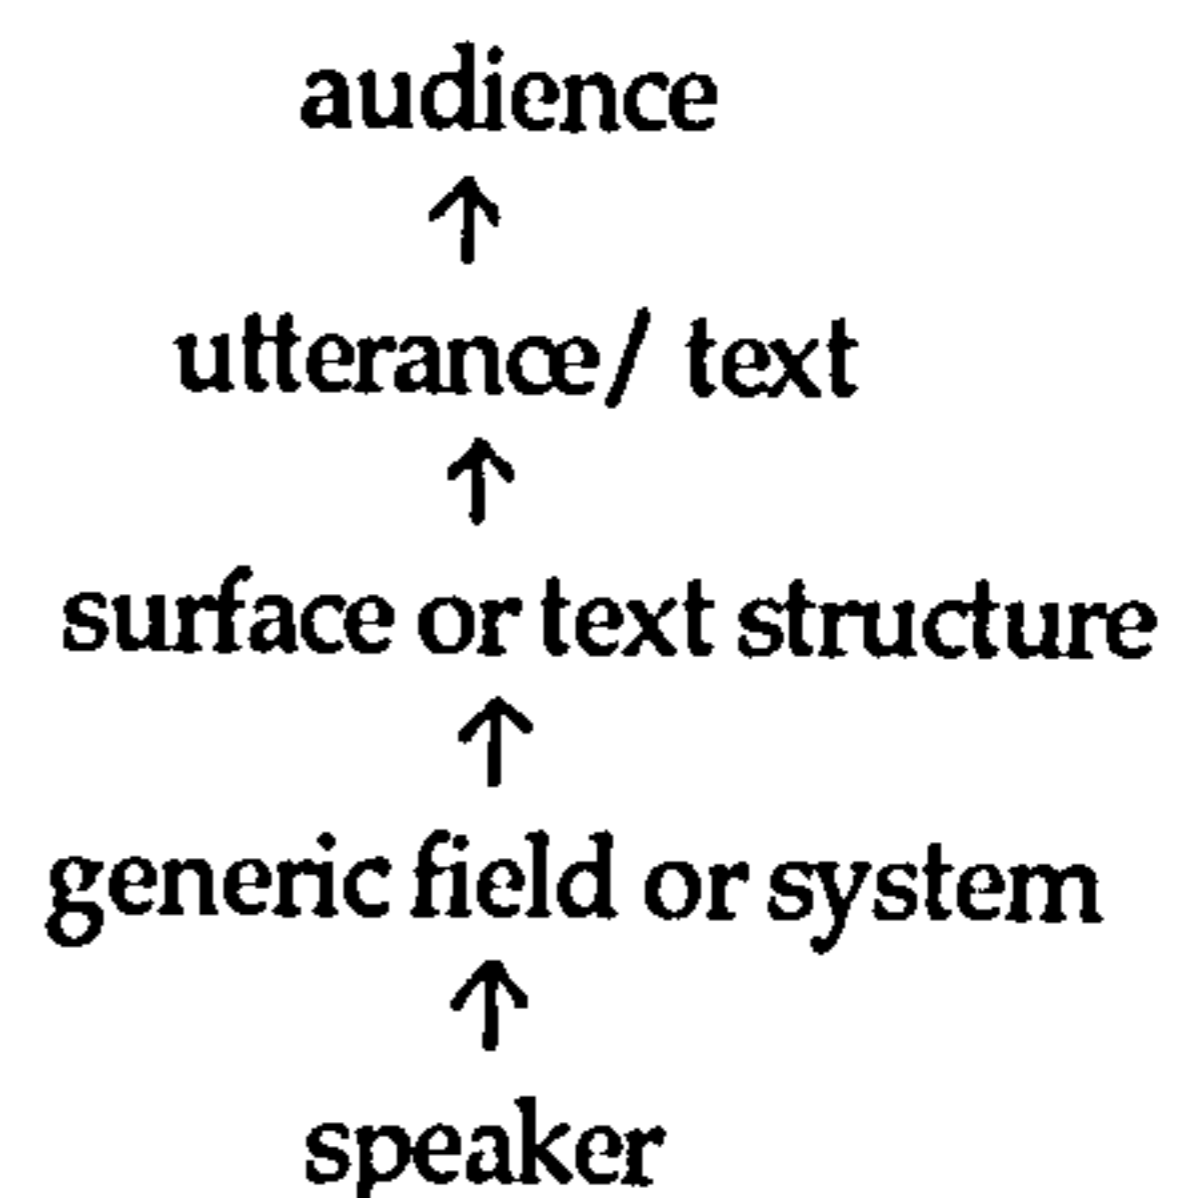 audience
↑
utterance/ text
↑
surface or text structure
↑
generic field or system
↑
speaker